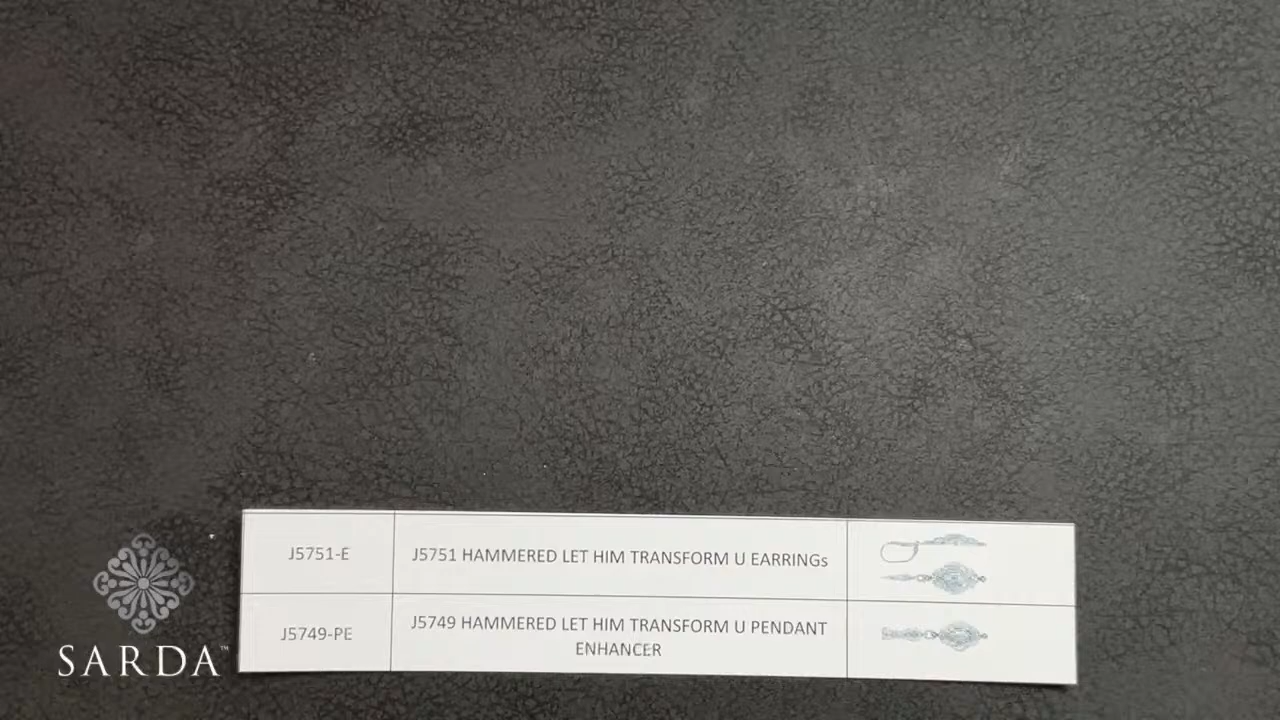 J5751-E
J5751 HAMMERED LET HIM TRANSFORM U EARRINGs
J5749-PE
J5749 HAMMERED LET HIM TRANSFORM U PENDANT
ENHANCER
SARDA™